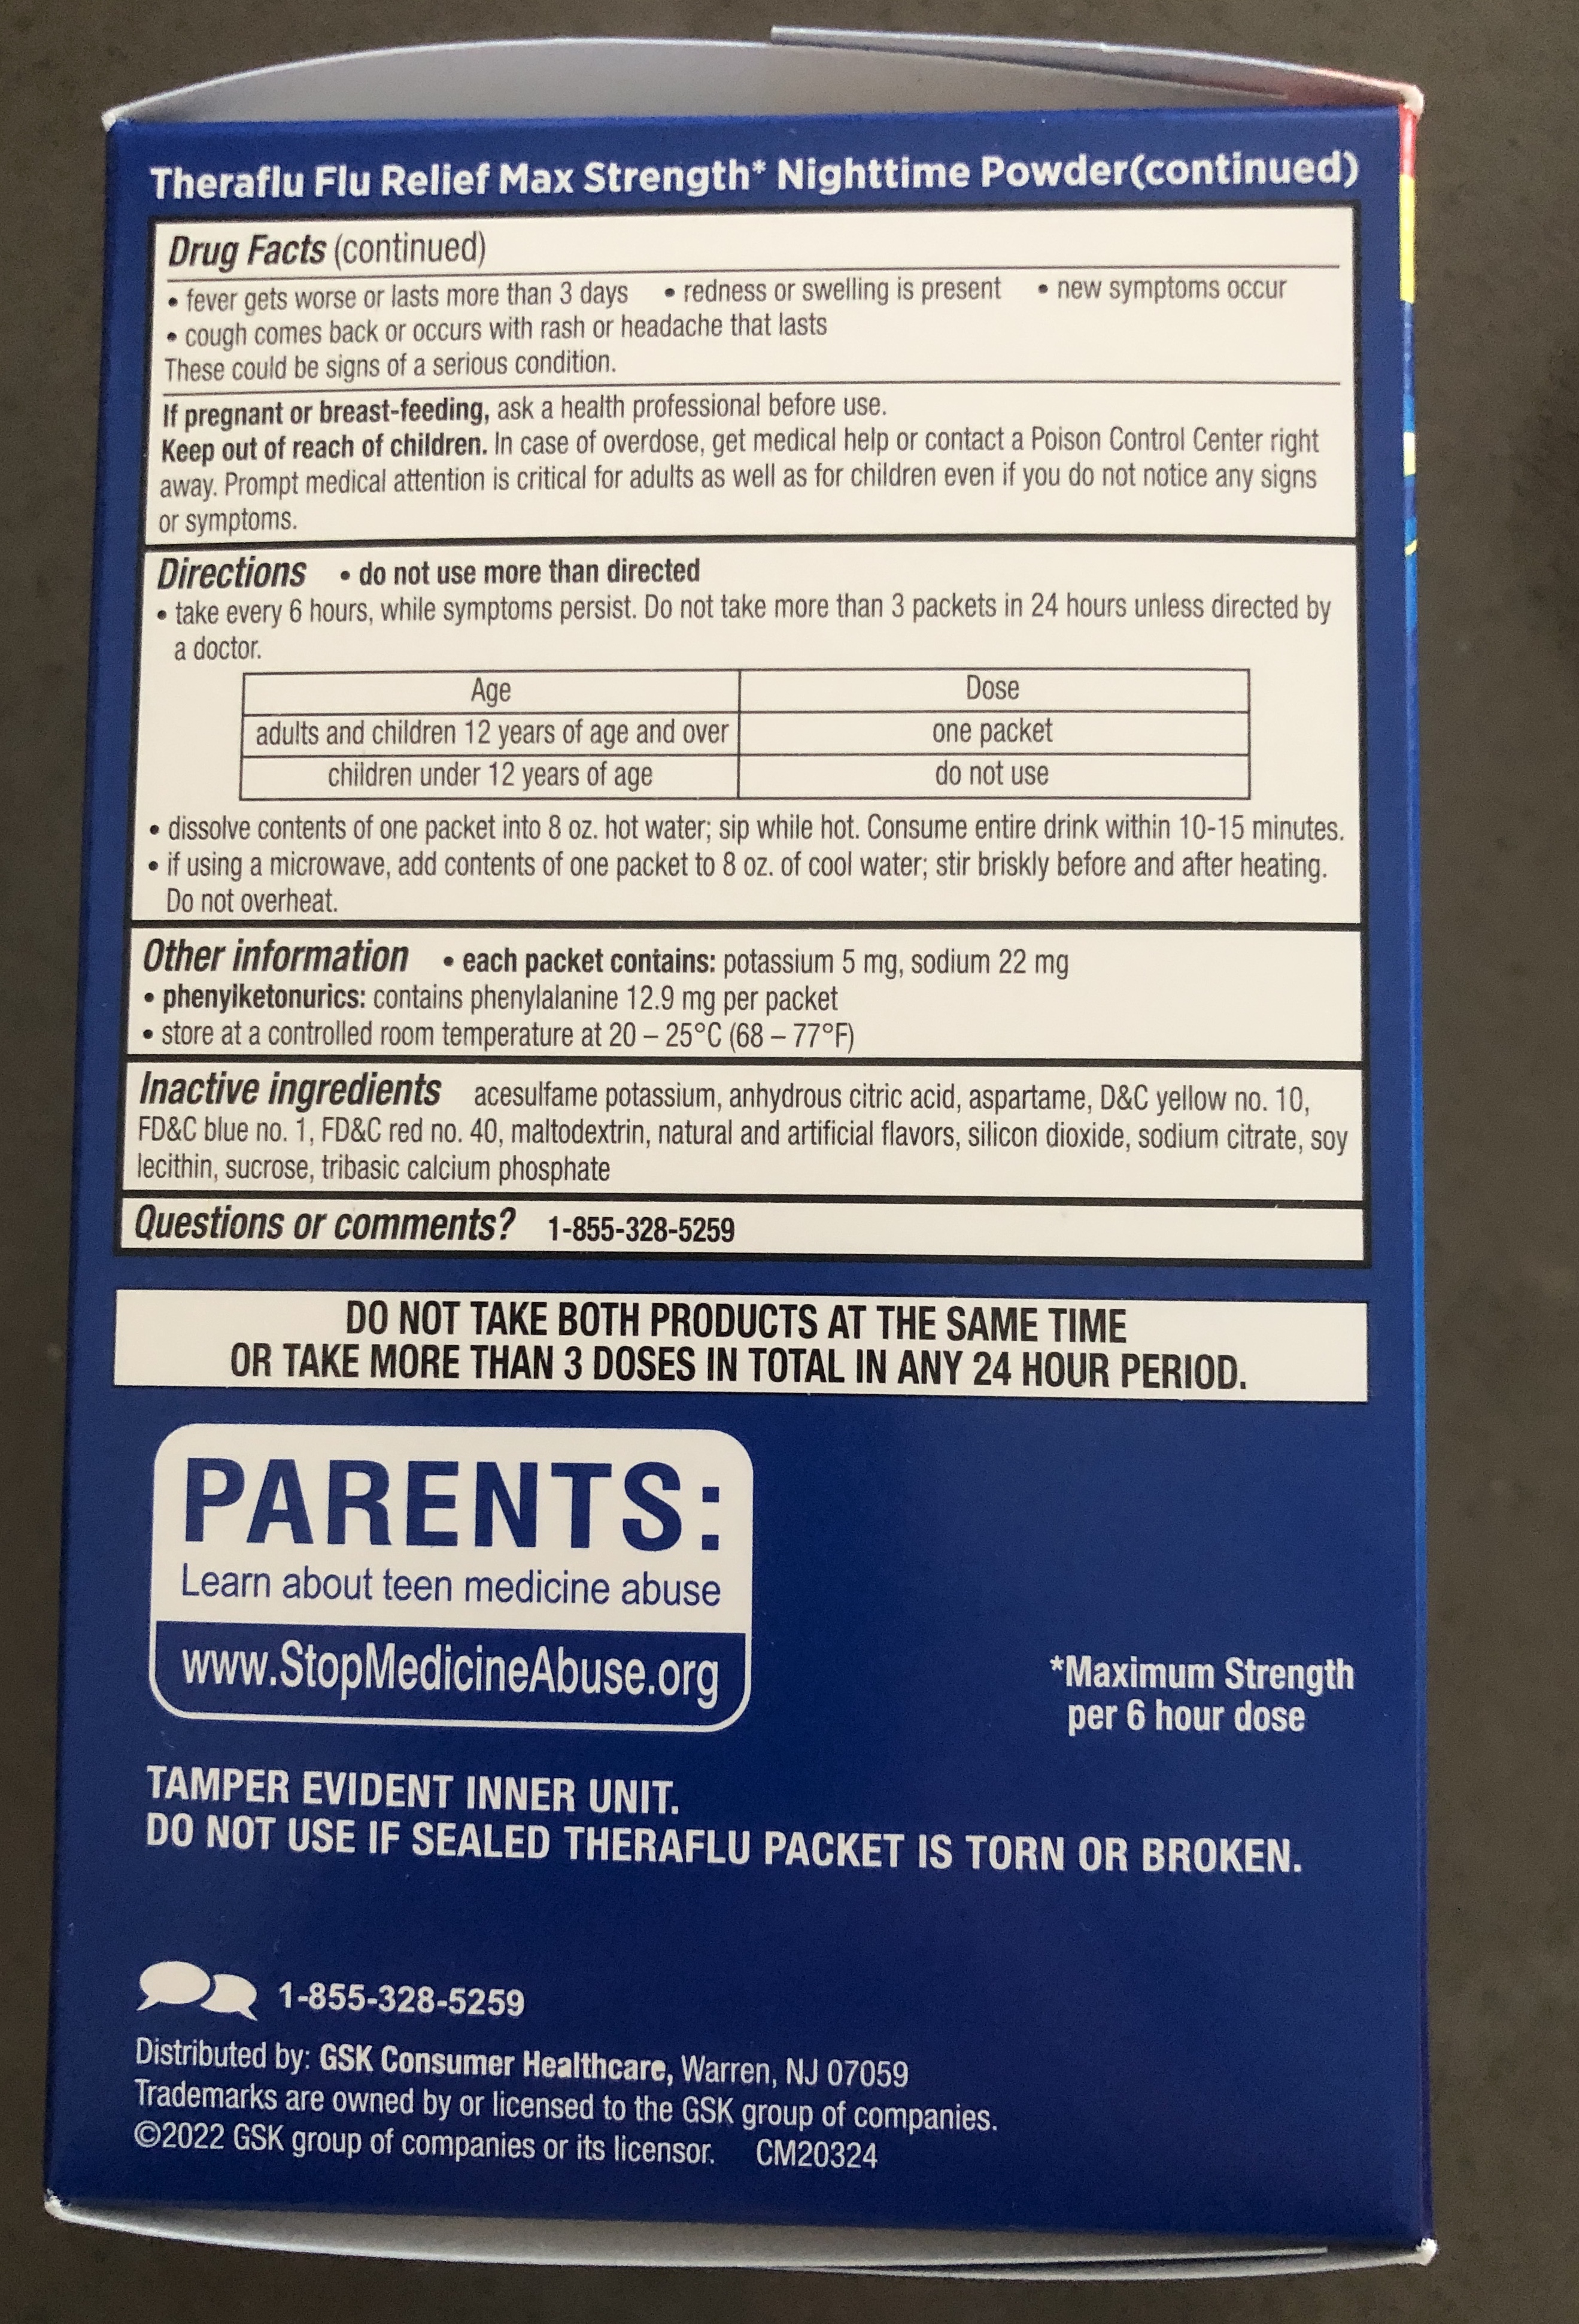 Theraflu Flu Relief Max Strength* Nighttime Powder(continued)
Drug Facts (continued)
• fever gets worse or lasts more than 3 days • redness or swelling is present • new symptoms occur
• cough comes back or occurs with rash or headache that lasts
These could be signs of a serious condition.
If pregnant or breast-feeding, ask a health professional before use.
Keep out of reach of children. In case of overdose, get medical help or contact a Poison Control Center right
away. Prompt medical attention is critical for adults as well as for children even if you do not notice any signs
or symptoms.
Directions • do not use more than directed
• take every 6 hours, while symptoms persist. Do not take more than 3 packets in 24 hours unless directed by
a doctor.
Age Dose
adults and children 12 years of age and over one packet
children under 12 years of age do not use
• dissolve contents of one packet into 8 oz. hot water; sip while hot. Consume entire drink within 10-15 minutes.
• if using a microwave, add contents of one packet to 8 oz. of cool water; stir briskly before and after heating.
Do not overheat.
Other information • each packet contains: potassium 5 mg, sodium 22 mg
• phenyiketonurics: contains phenylalanine 12.9 mg per packet
• store at a controlled room temperature at 20 – 25°C (68 – 77°F)
Inactive ingredients acesulfame potassium, anhydrous citric acid, aspartame, D&C yellow no. 10,
FD&C blue no. 1, FD&C red no. 40, maltodextrin, natural and artificial flavors, silicon dioxide, sodium citrate, soy
lecithin, sucrose, tribasic calcium phosphate
Questions or comments? 1-855-328-5259
DO NOT TAKE BOTH PRODUCTS AT THE SAME TIME
OR TAKE MORE THAN 3 DOSES IN TOTAL IN ANY 24 HOUR PERIOD.
PARENTS:
Learn about teen medicine abuse
www.StopMedicineAbuse.org
*Maximum Strength
per 6 hour dose
TAMPER EVIDENT INNER UNIT.
DO NOT USE IF SEALED THERAFLU PACKET IS TORN OR BROKEN.
1-855-328-5259
Distributed by: GSK Consumer Healthcare, Warren, NJ 07059
Trademarks are owned by or licensed to the GSK group of companies.
©2022 GSK group of companies or its licensor. CM20324